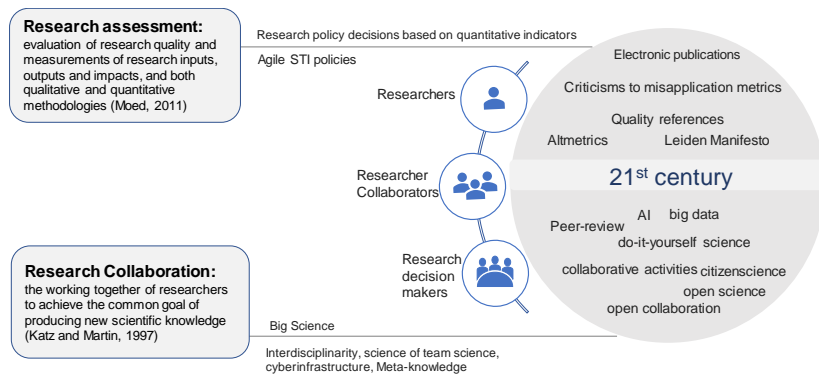 Research assessment:
evaluation of research quality and
measurements of research inputs,
outputs and impacts, and both
qualitative and quantitative
methodologies (Moed, 2011)
Research policy decisions based on quantitative indicators
Agile STI policies
Researchers
Researcher
Collaborators
Research
decision
makers
Electronic publications
Criticisms to misapplication metrics
Quality references
Altmetrics
Leiden Manifesto
21st century
AI
big data
Peer-review
do-it-yourself science
collaborative activities
citizenscience
open science
open collaboration
Research Collaboration:
the working together of researchers
to achieve the common goal of
producing new scientific knowledge
(Katz and Martin, 1997)
Big Science
Interdisciplinarity, science of team science,
cyberinfrastructure, Meta-knowledge